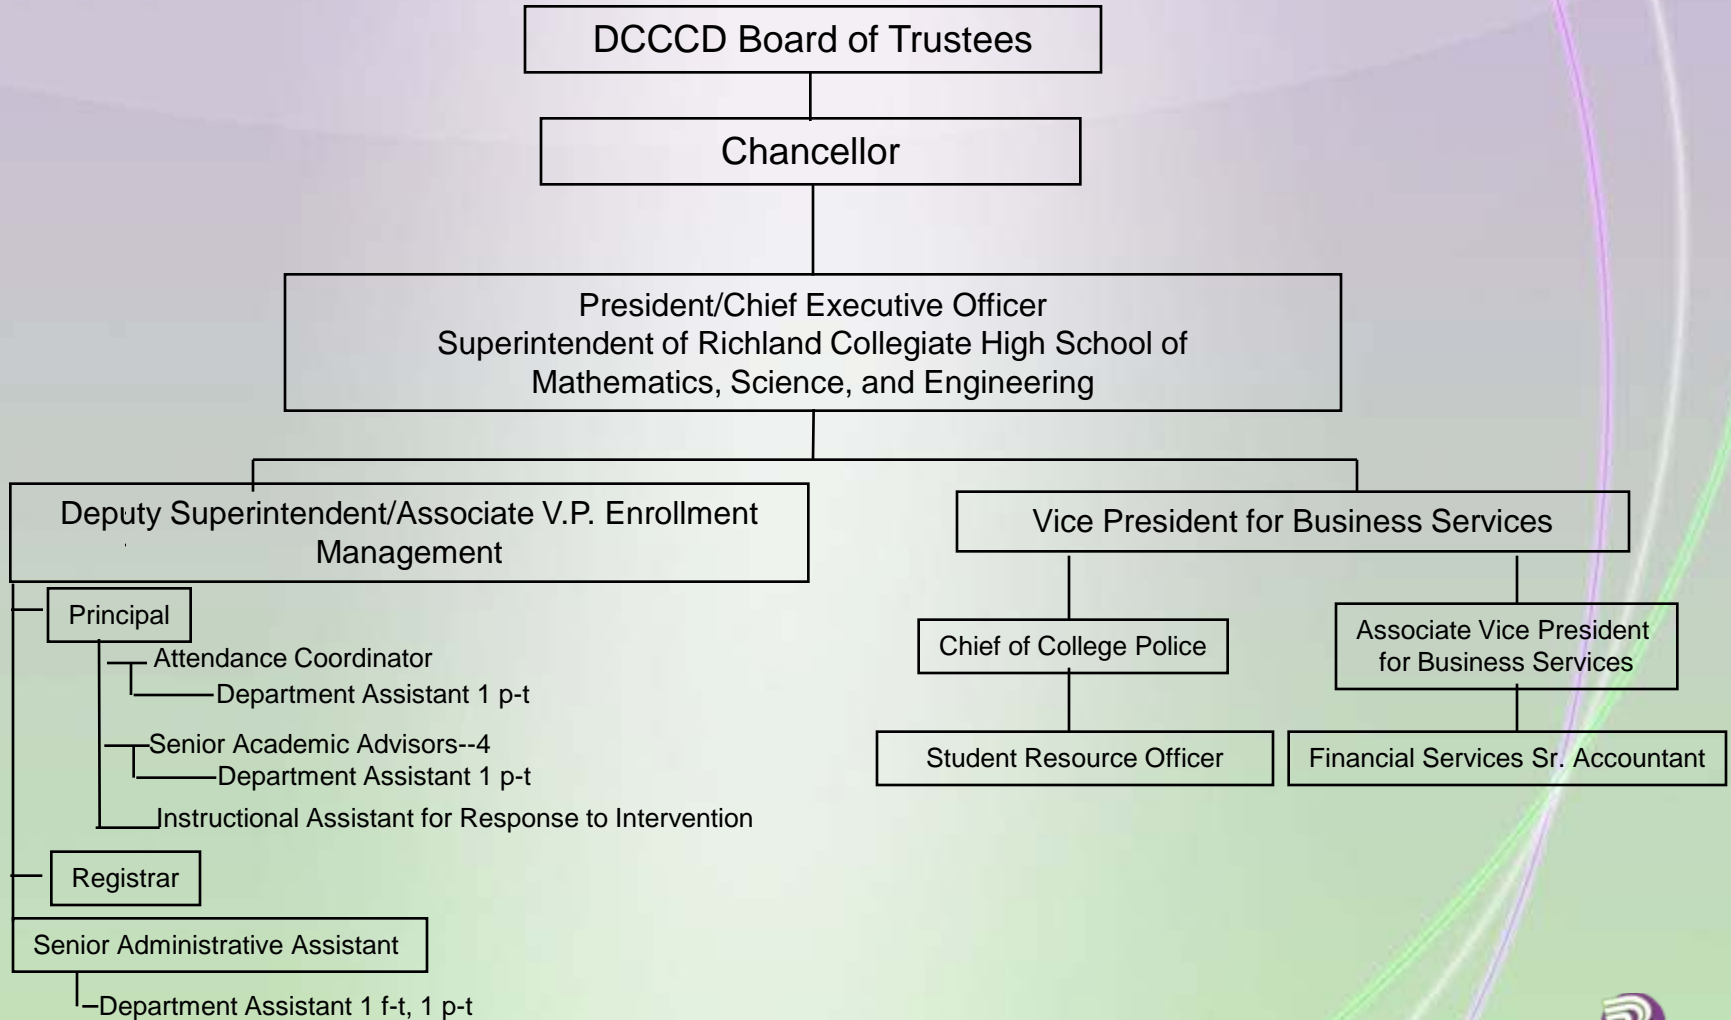 DCCCD Board of Trustees
Chancellor
President/Chief Executive Officer
Superintendent of Richland Collegiate High School of
Mathematics, Science, and Engineering
Deputy Superintendent/Associate V.P. Enrollment
Management
Principal
Attendance Coordinator
Department Assistant 1 p-t
Senior Academic Advisors--4
Department Assistant 1 p-t
Instructional Assistant for Response to Intervention
Registrar
Senior Administrative Assistant
Department Assistant 1 f-t, 1 p-t
Vice President for Business Services
Chief of College Police
Student Resource Officer
Associate Vice President
for Business Services
Financial Services Sr. Accountant